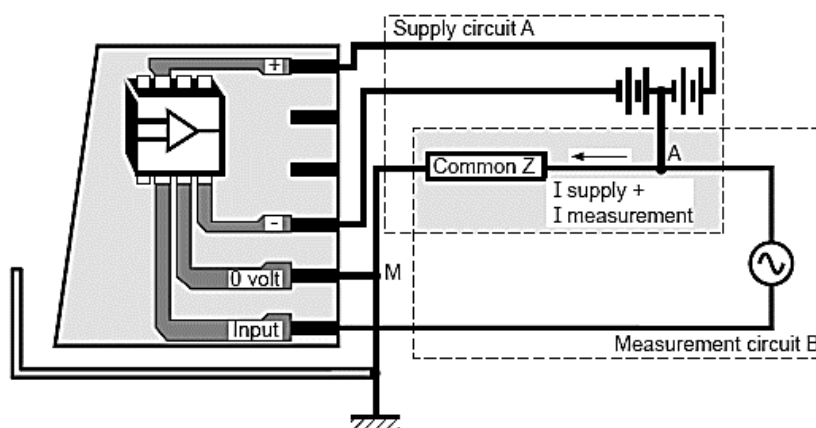 Supply circuit A
+
Common Z
A
I supply +
I measurement
-
0 volt
M
Input
Measurement circuit B